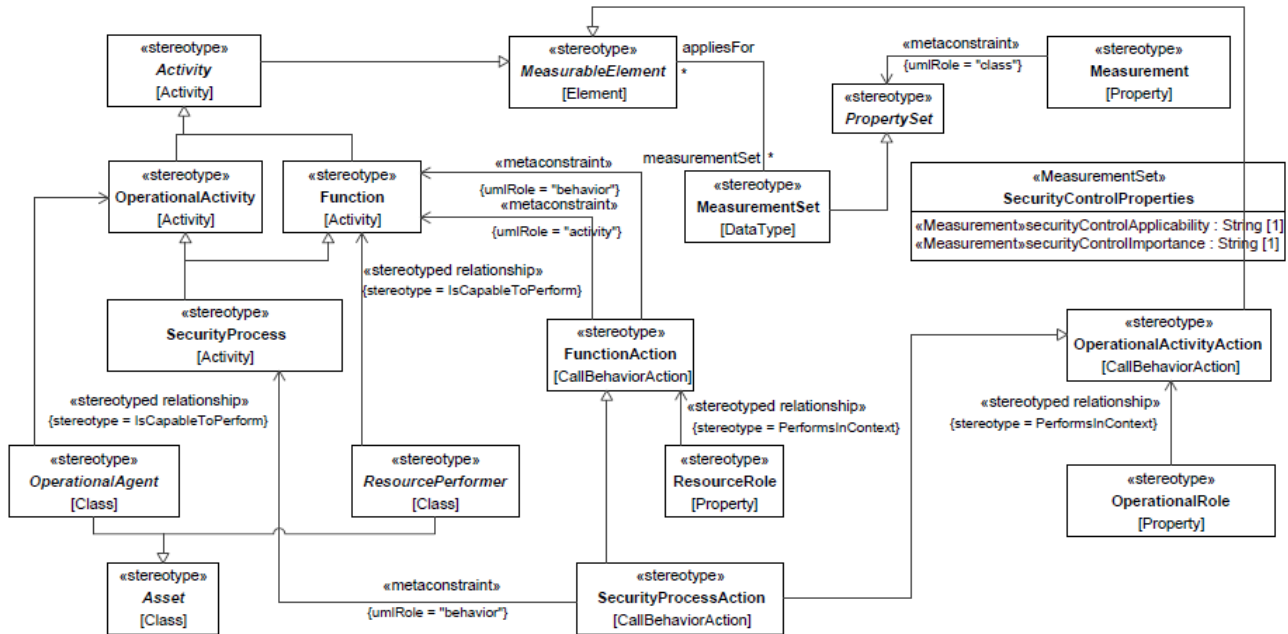 «stereotype»
Activity
[Activity]
«stereotype»
MeasurableElement
[Element]
appliesFor
*
«metaconstraint»
{umlRole = "class"}
«stereotype»
Measurement
[Property]
«stereotype»
PropertySet
«stereotype»
OperationalActivity
[Activity]
«stereotype»
Function
[Activity]
«metaconstraint»
{umlRole = "behavior"}
«metaconstraint»
{umlRole = "activity"}
measurementSet *
«stereotype»
MeasurementSet
[DataType]
«MeasurementSet»
SecurityControlProperties
«Measurement»securityControlApplicability : String [1]
«Measurement»securityControlImportance : String [1]
«stereotyped relationship»
{stereotype = IsCapableToPerform}
«stereotype»
SecurityProcess
[Activity]
«stereotype»
FunctionAction
[CallBehaviorAction]
«stereotype»
OperationalActivityAction
[CallBehaviorAction]
«stereotyped relationship»
{stereotype = IsCapableToPerform}
«stereotyped relationship»
{stereotype = PerformsInContext}
«stereotyped relationship»
{stereotype = PerformsInContext}
«stereotype»
OperationalAgent
[Class]
«stereotype»
ResourcePerformer
[Class]
«stereotype»
ResourceRole
[Property]
«stereotype»
OperationalRole
[Property]
«stereotype»
Asset
[Class]
«metaconstraint»
{umlRole = "behavior"}
«stereotype»
SecurityProcessAction
[CallBehaviorAction]